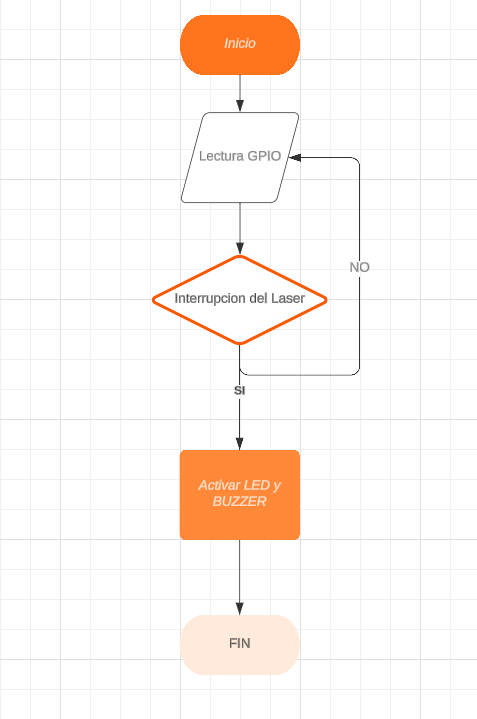 Inicio
Lectura GPIO
NO
Interrupcion del Laser
SI
Activar LED y
BUZZER
FIN